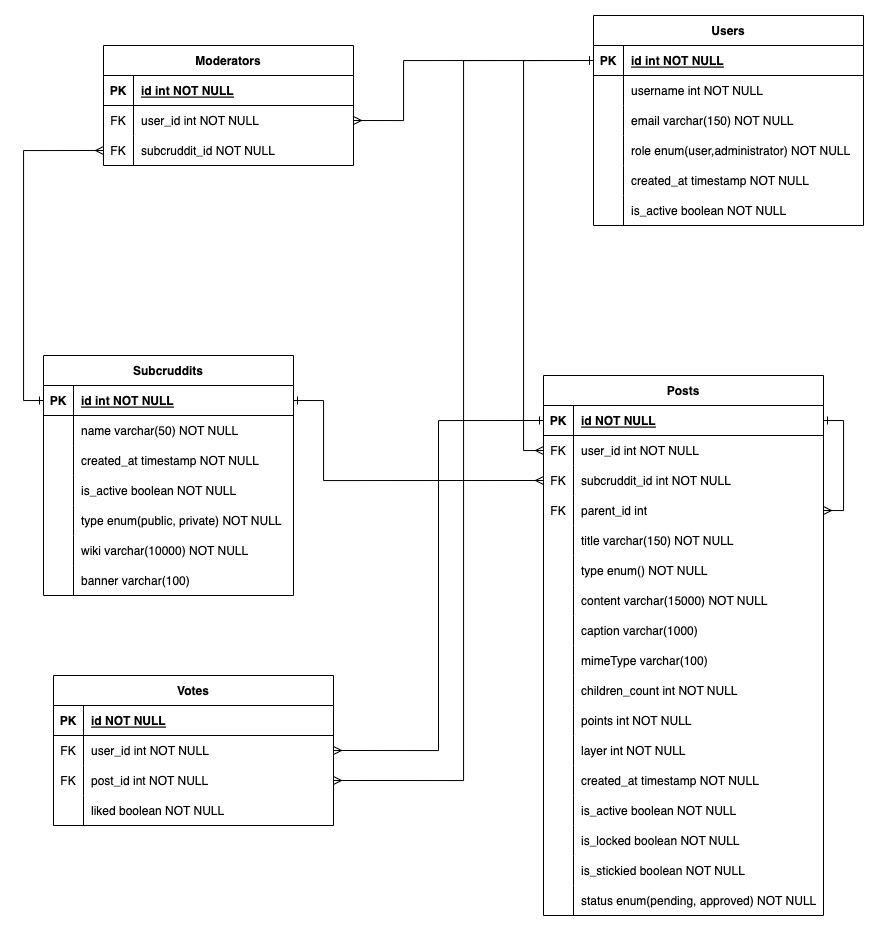 Users
PK id int NOT NULL
username int NOT NULL
email varchar(150) NOT NULL
role enum(user,administrator) NOT NULL
created_at timestamp NOT NULL
is_active boolean NOT NULL
Moderators
PK id int NOT NULL
FK user_id int NOT NULL
FK subcruddit_id NOT NULL
Subcruddits
PK id int NOT NULL
name varchar(50) NOT NULL
created_at timestamp NOT NULL
is_active boolean NOT NULL
type enum(public, private) NOT NULL
wiki varchar(10000) NOT NULL
banner varchar(100)
Posts
PK id NOT NULL
FK user_id int NOT NULL
FK subcruddit_id int NOT NULL
FK parent_id int
title varchar(150) NOT NULL
type enum() NOT NULL
content varchar(15000) NOT NULL
caption varchar(1000)
mimeType varchar(100)
children_count int NOT NULL
points int NOT NULL
layer int NOT NULL
created_at timestamp NOT NULL
is_active boolean NOT NULL
is_locked boolean NOT NULL
is_stickied boolean NOT NULL
status enum(pending, approved) NOT NULL
Votes
PK id NOT NULL
FK user_id int NOT NULL
FK post_id int NOT NULL
liked boolean NOT NULL